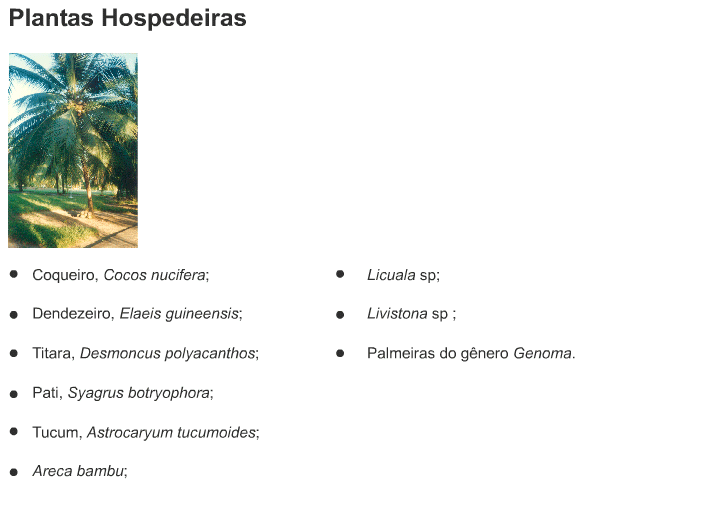 Plantas Hospedeiras
● Coqueiro, Cocos nucifera;
● Dendezeiro, Elaeis guineensis;
● Titara, Desmoncus polyacanthos;
● Pati, Syagrus botryophora;
● Tucum, Astrocaryum tucumoides;
● Areca bambu;
● Licuala sp;
● Livistona sp ;
● Palmeiras do gênero Genoma.